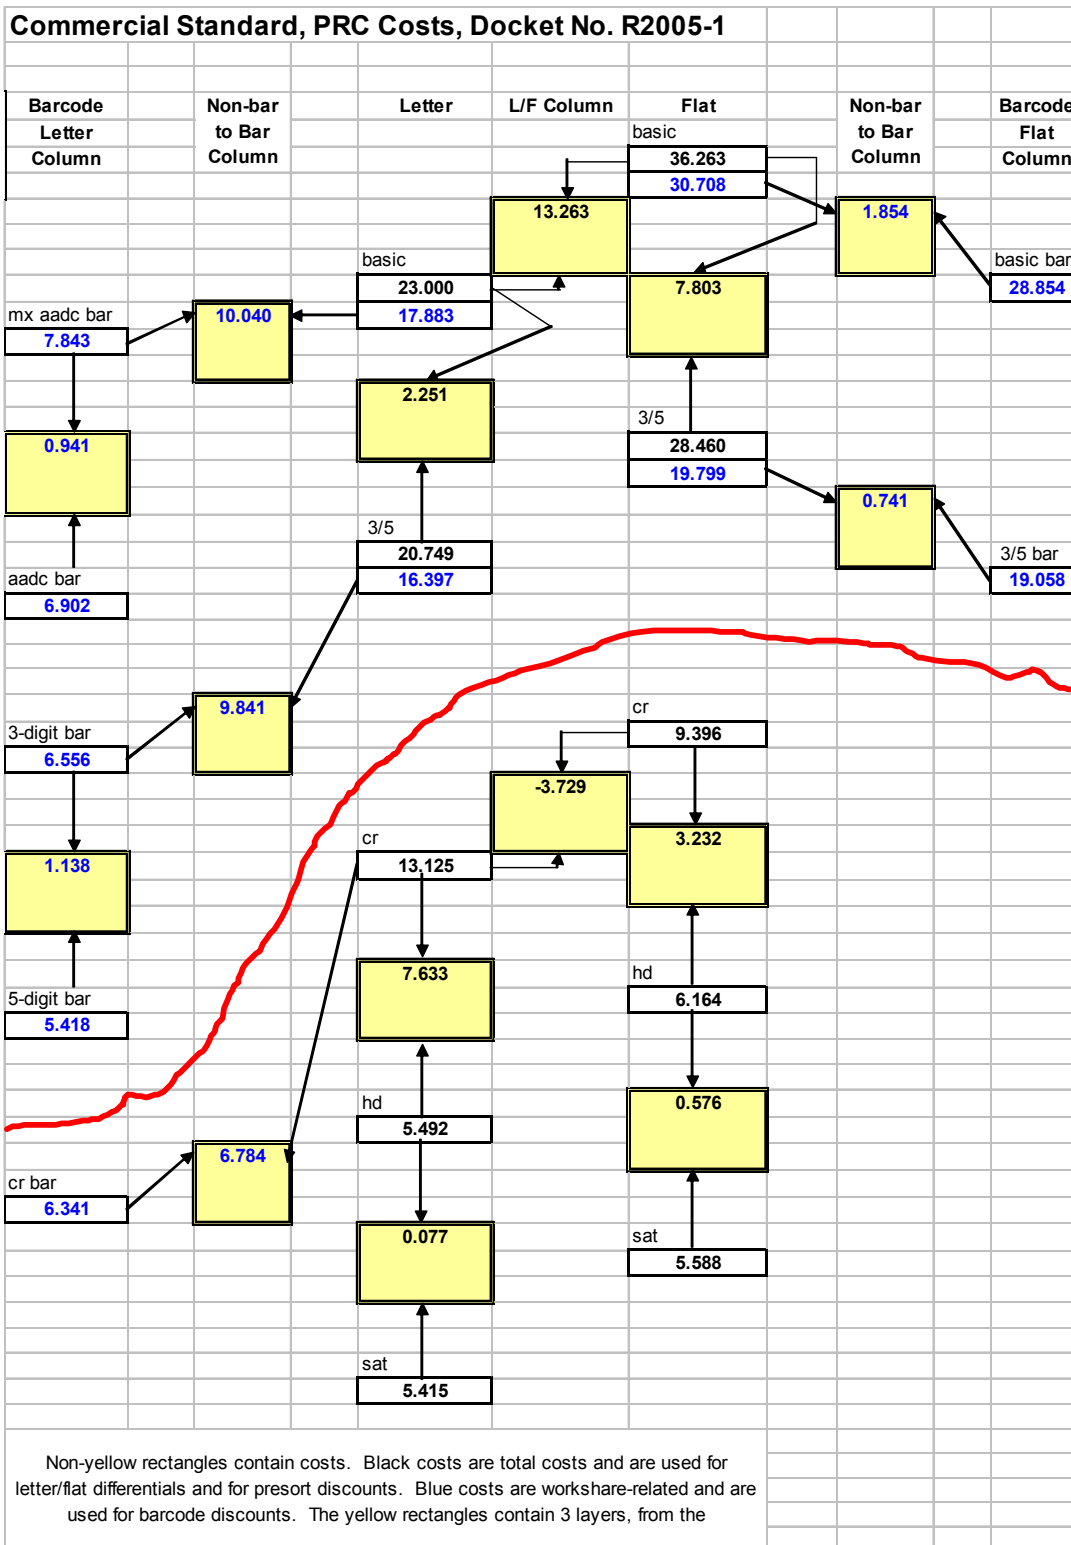 Commercial Standard, PRC Costs, Docket No. R2005-1
Barcode Non-bar Letter L/F Column Flat Non-bar Barcode
Letter to Bar to Bar Flat
Column Column Column Column
basic
36.263
30.708
13.263 1.854
basic basic bar
23.000 7.803 28.854
mx aadc bar 10.040 17.883
7.843
2.251
3/5
0.941 28.460
19.799
0.741
3/5
20.749 3/5 bar
aadc bar 16.397 19.058
6.902
9.841 cr
3-digit bar 9.396
6.556
-3.729
cr 3.232
1.138 13.125
7.633 hd
5-digit bar 6.164
5.418
hd 0.576
5.492
6.784
cr bar
6.341
0.077 sat
5.588
sat
5.415
Non-yellow rectangles contain costs. Black costs are total costs and are used for
letter/flat differentials and for presort discounts. Blue costs are workshare-related and are
used for barcode discounts. The yellow rectangles contain 3 layers, from the